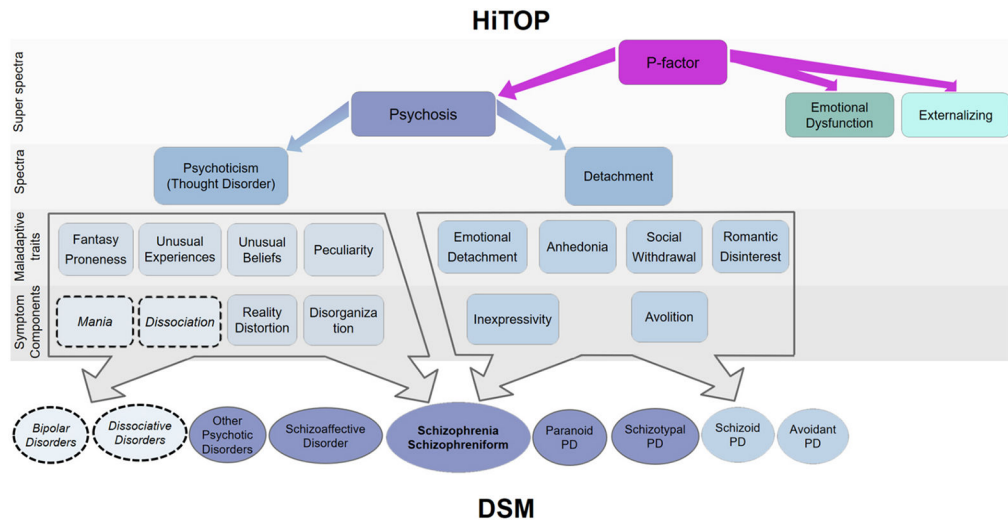 HiTOP
Super spectra
P-factor
Psychosis
Emotional
Dysfunction
Externalizing
Spectra
Psychoticism
(Thought Disorder)
Detachment
Maladaptive
traits
Fantasy
Proneness
Unusual
Experiences
Unusual
Beliefs
Peculiarity
Emotional
Detachment
Anhedonia
Social
Withdrawal
Romantic
Disinterest
Symptom
Components
Mania
Dissociation
Reality
Distortion
Disorganiza
tion
Inexpressivity
Avolition
Bipolar
Disorders
Dissociative
Disorders
Other
Psychotic
Disorders
Schizoaffective
Disorder
Schizophrenia
Schizophreniform
Paranoid
PD
Schizotypal
PD
Schizoid
PD
Avoidant
PD
DSM